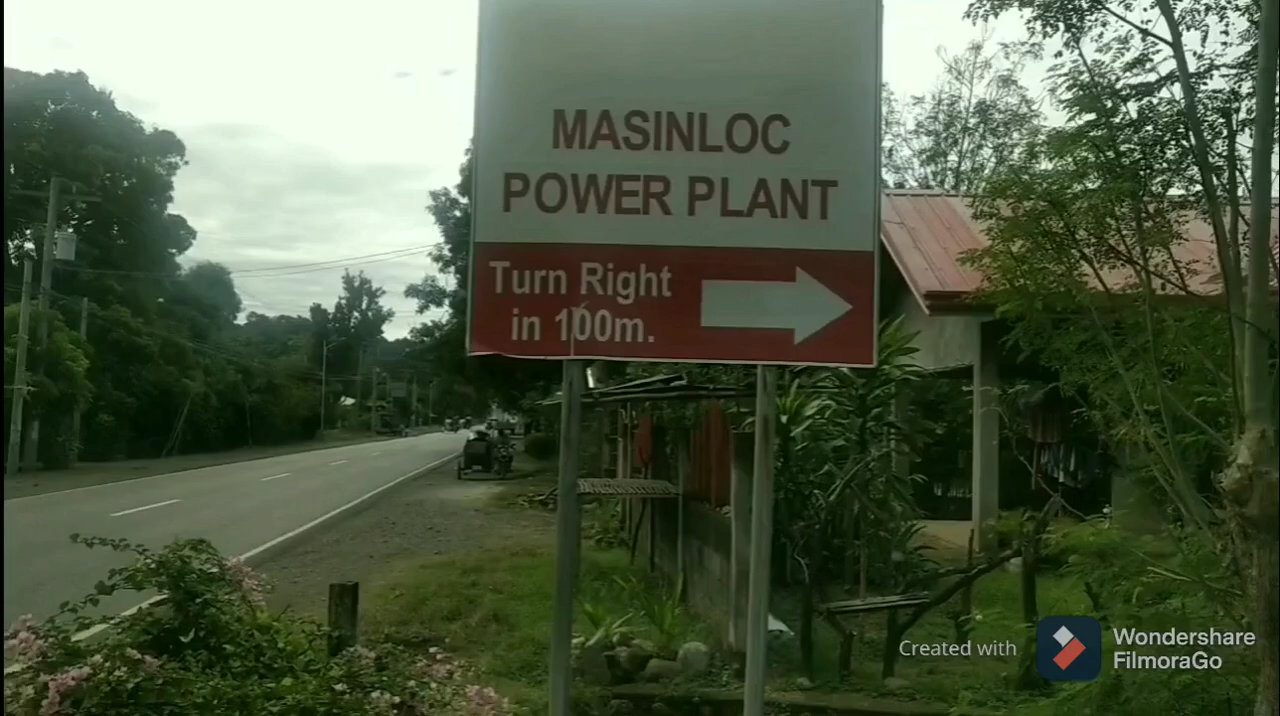 MASINLOC
POWER PLANT
Turn Right
in 100m.
Created with
Wondershare
FilmoraGo